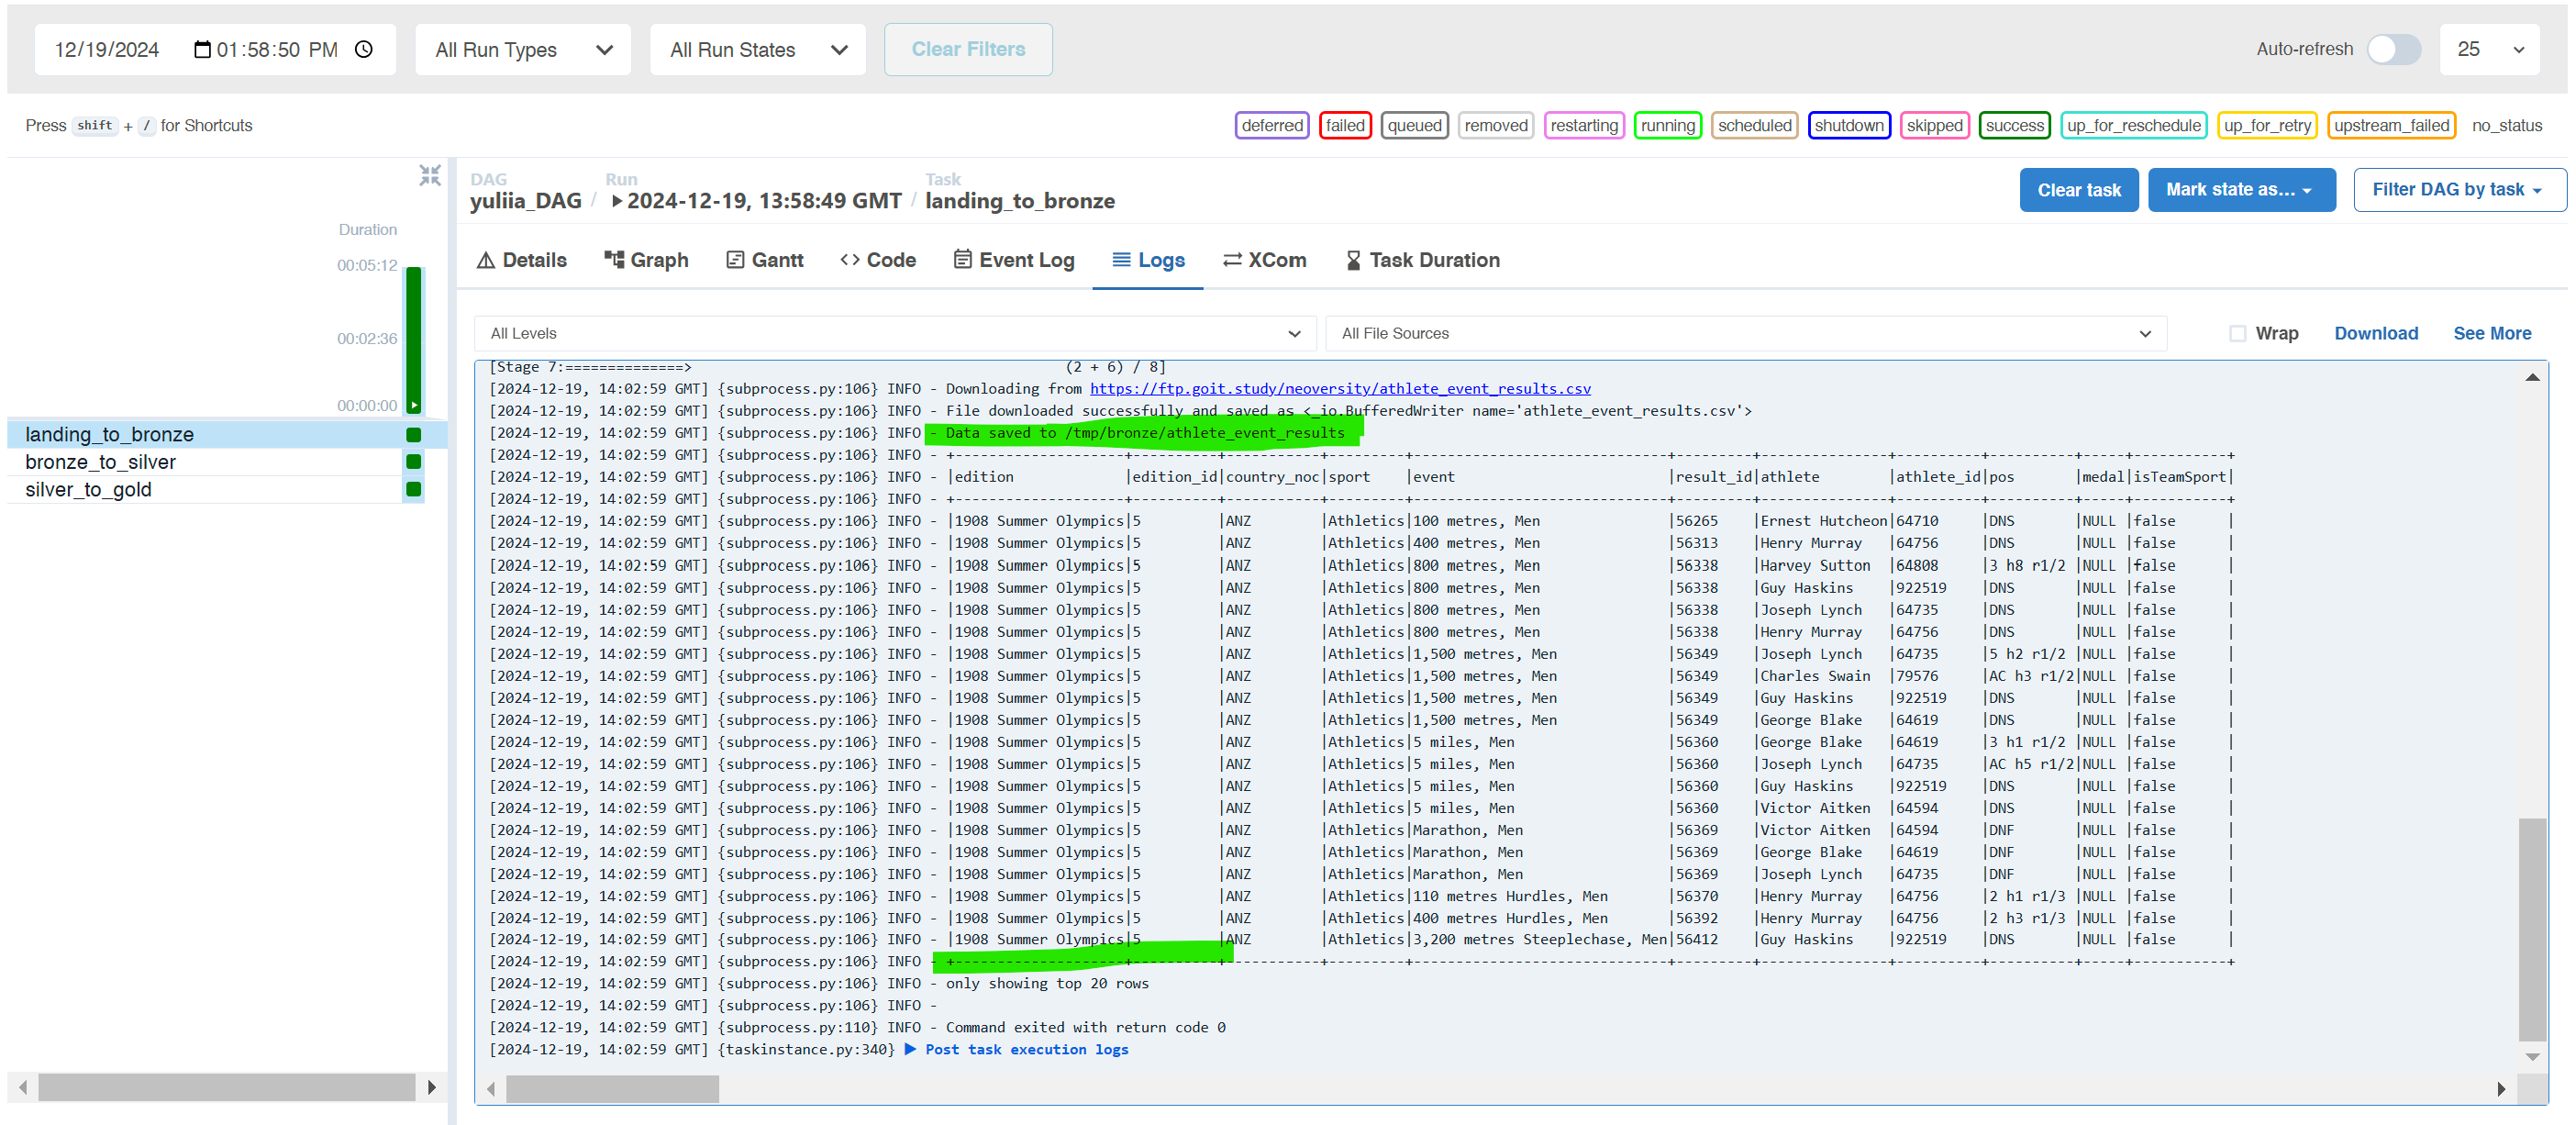 12/19/2024 01:58:50 PM All Run Types All Run States Clear Filters Auto-refresh 25
Press shift + / for Shortcuts deferred failed queued removed restarting running scheduled shutdown skipped success up_for_reschedule up_for_retry upstream_failed no_status
DAG Run Task
yuliia_DAG / 2024-12-19, 13:58:49 GMT / landing_to_bronze
Clear task Mark state as... Filter DAG by task
Duration
00:05:12
00:02:36
00:00:00
landing_to_bronze
bronze_to_silver
silver_to_gold
Details Graph Gantt Code Event Log Logs XCom Task Duration
All Levels All File Sources Wrap Download See More
[Stage 7:==============> (2 + 6) / 8]
[2024-12-19, 14:02:59 GMT] {subprocess.py:106} INFO - Downloading from https://ftp.goit.study/neoversity/athlete_event_results.csv
[2024-12-19, 14:02:59 GMT] {subprocess.py:106} INFO - File downloaded successfully and saved as <_io.BufferedWriter name='athlete_event_results.csv'>
[2024-12-19, 14:02:59 GMT] {subprocess.py:106} INFO - Data saved to /tmp/bronze/athlete_event_results
[2024-12-19, 14:02:59 GMT] {subprocess.py:106} INFO - +--------------------+----------+-----------+---------+------------------------------+---------+---------------+----------+----------+-----+-----------+
[2024-12-19, 14:02:59 GMT] {subprocess.py:106} INFO - |edition |edition_id|country_noc|sport |event |result_id|athlete |athlete_id|pos |medal|isTeamSport|
[2024-12-19, 14:02:59 GMT] {subprocess.py:106} INFO - +--------------------+----------+-----------+---------+------------------------------+---------+---------------+----------+----------+-----+-----------+
[2024-12-19, 14:02:59 GMT] {subprocess.py:106} INFO - |1908 Summer Olympics|5 |ANZ |Athletics|100 metres, Men |56265 |Ernest Hutcheon|64710 |DNS |NULL |false |
[2024-12-19, 14:02:59 GMT] {subprocess.py:106} INFO - |1908 Summer Olympics|5 |ANZ |Athletics|400 metres, Men |56313 |Henry Murray |64756 |DNS |NULL |false |
[2024-12-19, 14:02:59 GMT] {subprocess.py:106} INFO - |1908 Summer Olympics|5 |ANZ |Athletics|800 metres, Men |56338 |Harvey Sutton |64808 |3 h8 r1/2 |NULL |false |
[2024-12-19, 14:02:59 GMT] {subprocess.py:106} INFO - |1908 Summer Olympics|5 |ANZ |Athletics|800 metres, Men |56338 |Guy Haskins |922519 |DNS |NULL |false |
[2024-12-19, 14:02:59 GMT] {subprocess.py:106} INFO - |1908 Summer Olympics|5 |ANZ |Athletics|800 metres, Men |56338 |Joseph Lynch |64735 |DNS |NULL |false |
[2024-12-19, 14:02:59 GMT] {subprocess.py:106} INFO - |1908 Summer Olympics|5 |ANZ |Athletics|800 metres, Men |56338 |Henry Murray |64756 |DNS |NULL |false |
[2024-12-19, 14:02:59 GMT] {subprocess.py:106} INFO - |1908 Summer Olympics|5 |ANZ |Athletics|1,500 metres, Men |56349 |Joseph Lynch |64735 |5 h2 r1/2 |NULL |false |
[2024-12-19, 14:02:59 GMT] {subprocess.py:106} INFO - |1908 Summer Olympics|5 |ANZ |Athletics|1,500 metres, Men |56349 |Charles Swain |79576 |AC h3 r1/2|NULL |false |
[2024-12-19, 14:02:59 GMT] {subprocess.py:106} INFO - |1908 Summer Olympics|5 |ANZ |Athletics|1,500 metres, Men |56349 |Guy Haskins |922519 |DNS |NULL |false |
[2024-12-19, 14:02:59 GMT] {subprocess.py:106} INFO - |1908 Summer Olympics|5 |ANZ |Athletics|1,500 metres, Men |56349 |George Blake |64619 |DNS |NULL |false |
[2024-12-19, 14:02:59 GMT] {subprocess.py:106} INFO - |1908 Summer Olympics|5 |ANZ |Athletics|5 miles, Men |56360 |George Blake |64619 |3 h1 r1/2 |NULL |false |
[2024-12-19, 14:02:59 GMT] {subprocess.py:106} INFO - |1908 Summer Olympics|5 |ANZ |Athletics|5 miles, Men |56360 |Joseph Lynch |64735 |AC h5 r1/2|NULL |false |
[2024-12-19, 14:02:59 GMT] {subprocess.py:106} INFO - |1908 Summer Olympics|5 |ANZ |Athletics|5 miles, Men |56360 |Guy Haskins |922519 |DNS |NULL |false |
[2024-12-19, 14:02:59 GMT] {subprocess.py:106} INFO - |1908 Summer Olympics|5 |ANZ |Athletics|5 miles, Men |56360 |Victor Aitken |64594 |DNS |NULL |false |
[2024-12-19, 14:02:59 GMT] {subprocess.py:106} INFO - |1908 Summer Olympics|5 |ANZ |Athletics|Marathon, Men |56369 |Victor Aitken |64594 |DNF |NULL |false |
[2024-12-19, 14:02:59 GMT] {subprocess.py:106} INFO - |1908 Summer Olympics|5 |ANZ |Athletics|Marathon, Men |56369 |George Blake |64619 |DNF |NULL |false |
[2024-12-19, 14:02:59 GMT] {subprocess.py:106} INFO - |1908 Summer Olympics|5 |ANZ |Athletics|Marathon, Men |56369 |Joseph Lynch |64735 |DNF |NULL |false |
[2024-12-19, 14:02:59 GMT] {subprocess.py:106} INFO - |1908 Summer Olympics|5 |ANZ |Athletics|110 metres Hurdles, Men |56370 |Henry Murray |64756 |2 h1 r1/3 |NULL |false |
[2024-12-19, 14:02:59 GMT] {subprocess.py:106} INFO - |1908 Summer Olympics|5 |ANZ |Athletics|400 metres Hurdles, Men |56392 |Henry Murray |64756 |2 h3 r1/3 |NULL |false |
[2024-12-19, 14:02:59 GMT] {subprocess.py:106} INFO - |1908 Summer Olympics|5 |ANZ |Athletics|3,200 metres Steeplechase, Men|56412 |Guy Haskins |922519 |DNS |NULL |false |
[2024-12-19, 14:02:59 GMT] {subprocess.py:106} INFO - +--------------------+----------+-----------+---------+------------------------------+---------+---------------+----------+----------+-----+-----------+
[2024-12-19, 14:02:59 GMT] {subprocess.py:106} INFO - only showing top 20 rows
[2024-12-19, 14:02:59 GMT] {subprocess.py:106} INFO -
[2024-12-19, 14:02:59 GMT] {subprocess.py:110} INFO - Command exited with return code 0
[2024-12-19, 14:02:59 GMT] {taskinstance.py:340} ▶ Post task execution logs